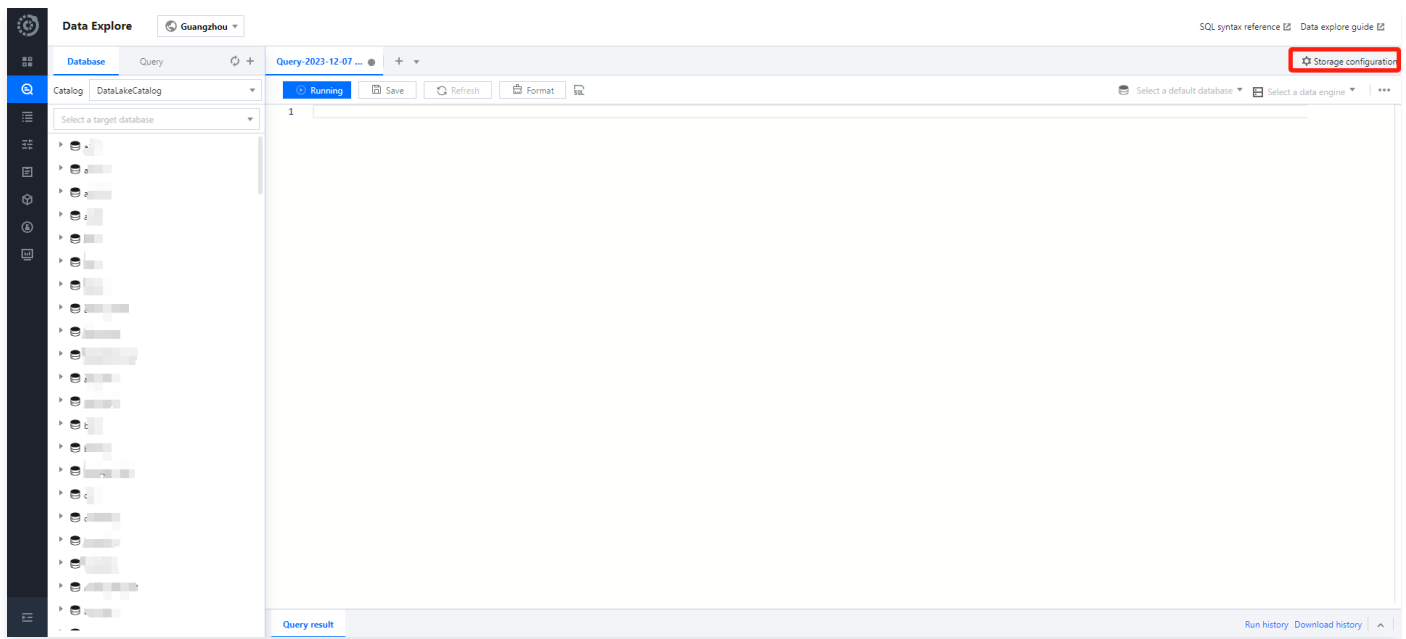 Data Explore Guangzhou SQL syntax reference Data explore guide
Database Query Query-2023-12-07 ... Storage configuration
Catalog DataLakeCatalog Running Save Refresh Format SQL Select a default database Select a data engine
Select a target database 1
Query result Run history Download history